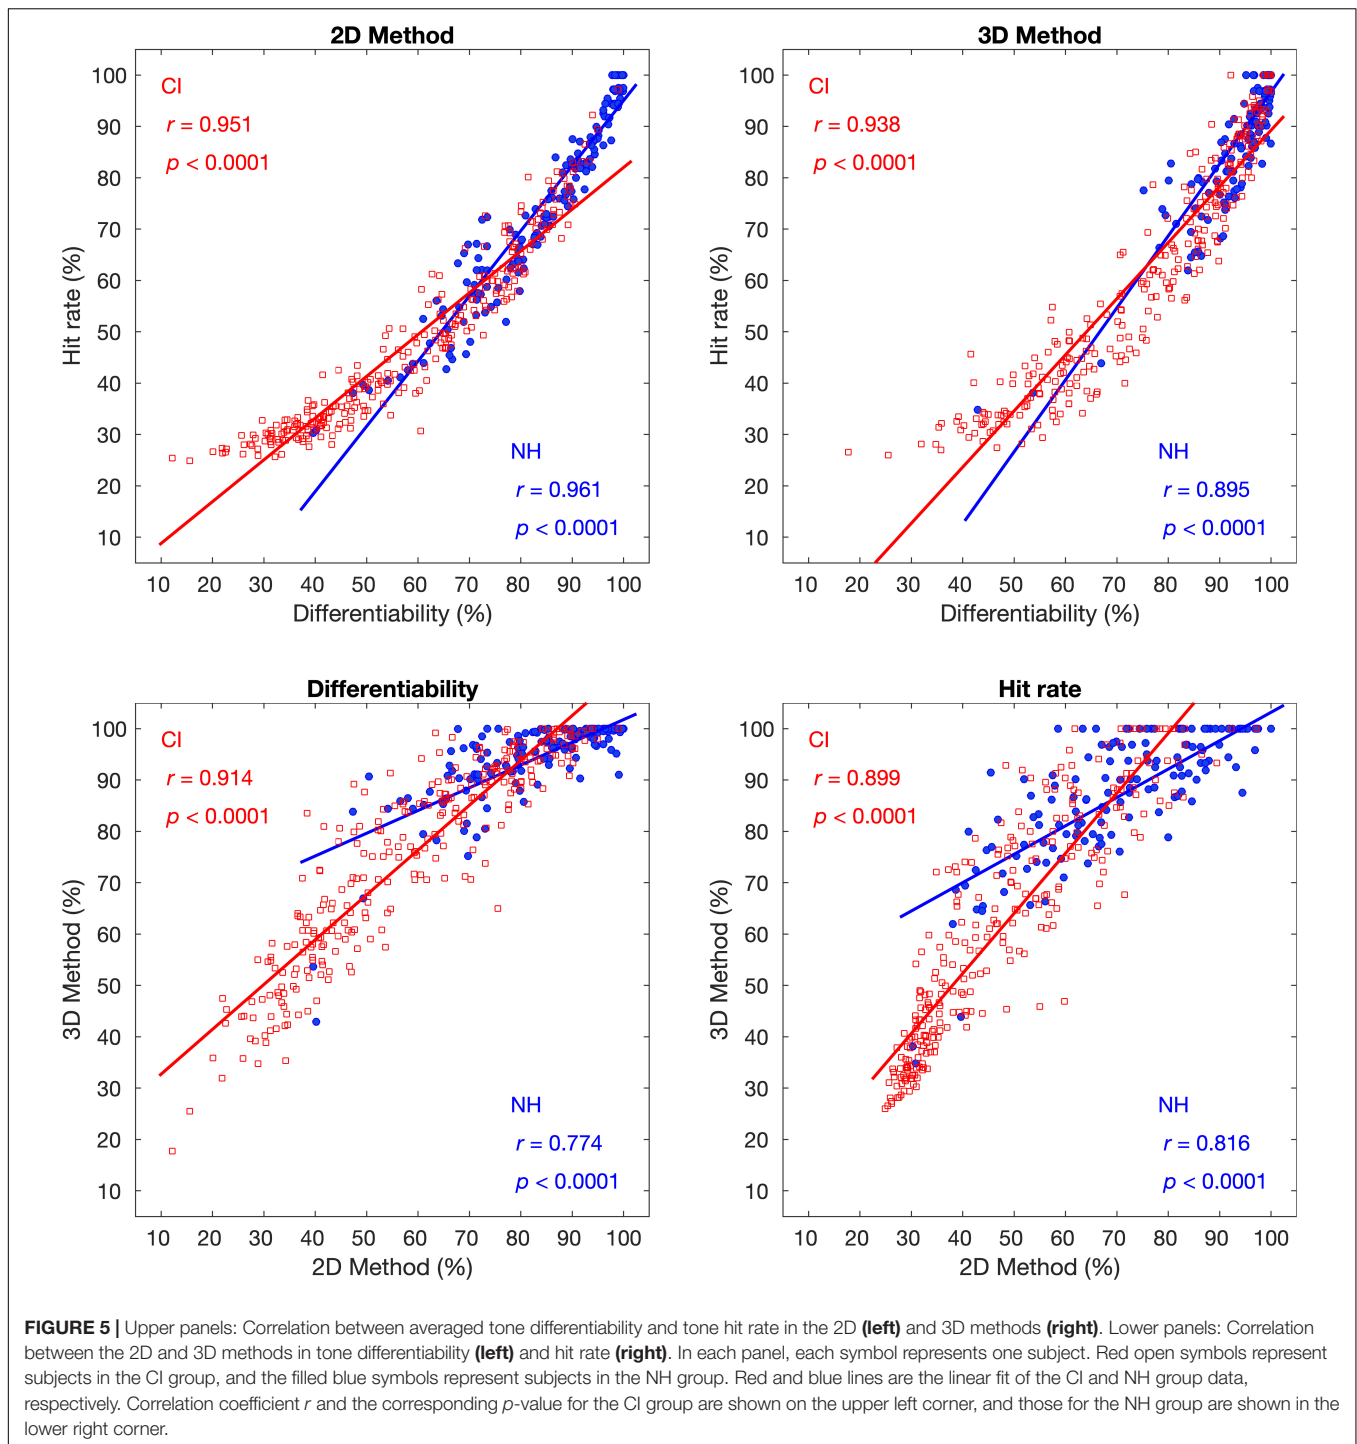 2D Method
100
90
80
70
60
50
40
30
20
10
Hit rate (%)
CI
r = 0.951
p < 0.0001
NH
r = 0.961
p < 0.0001
10 20 30 40 50 60 70 80 90 100
Differentiability (%)
3D Method
100
90
80
70
60
50
40
30
20
10
Hit rate (%)
CI
r = 0.938
p < 0.0001
NH
r = 0.895
p < 0.0001
10 20 30 40 50 60 70 80 90 100
Differentiability (%)
Differentiability
100
90
80
70
60
50
40
30
20
10
3D Method (%)
CI
r = 0.914
p < 0.0001
NH
r = 0.774
p < 0.0001
10 20 30 40 50 60 70 80 90 100
2D Method (%)
Hit rate
100
90
80
70
60
50
40
30
20
10
3D Method (%)
CI
r = 0.899
p < 0.0001
NH
r = 0.816
p < 0.0001
10 20 30 40 50 60 70 80 90 100
2D Method (%)
FIGURE 5 | Upper panels: Correlation between averaged tone differentiability and tone hit rate in the 2D (left) and 3D methods (right). Lower panels: Correlation
between the 2D and 3D methods in tone differentiability (left) and hit rate (right). In each panel, each symbol represents one subject. Red open symbols represent
subjects in the CI group, and the filled blue symbols represent subjects in the NH group. Red and blue lines are the linear fit of the CI and NH group data,
respectively. Correlation coefficient r and the corresponding p-value for the CI group are shown on the upper left corner, and those for the NH group are shown in the
lower right corner.